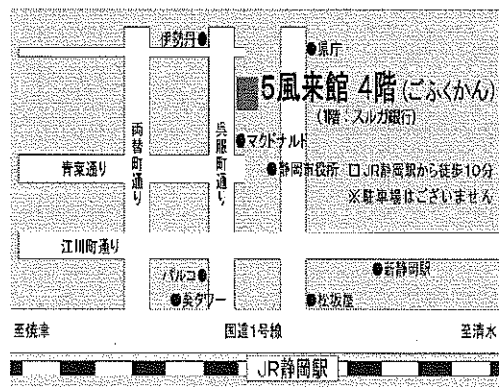 伊勢丹
県庁
5風来館 4階(ごふくかん)
(1階:スルガ銀行)
両替町通り
呉服町通り
マクドナルド
青葉通り
静岡市役所
□JR静岡駅から徒歩10分
※駐車場はございません
江川町通り
新静岡駅
パルコ
葵タワー
松坂屋
至焼津
国道1号線
至清水
JR静岡駅